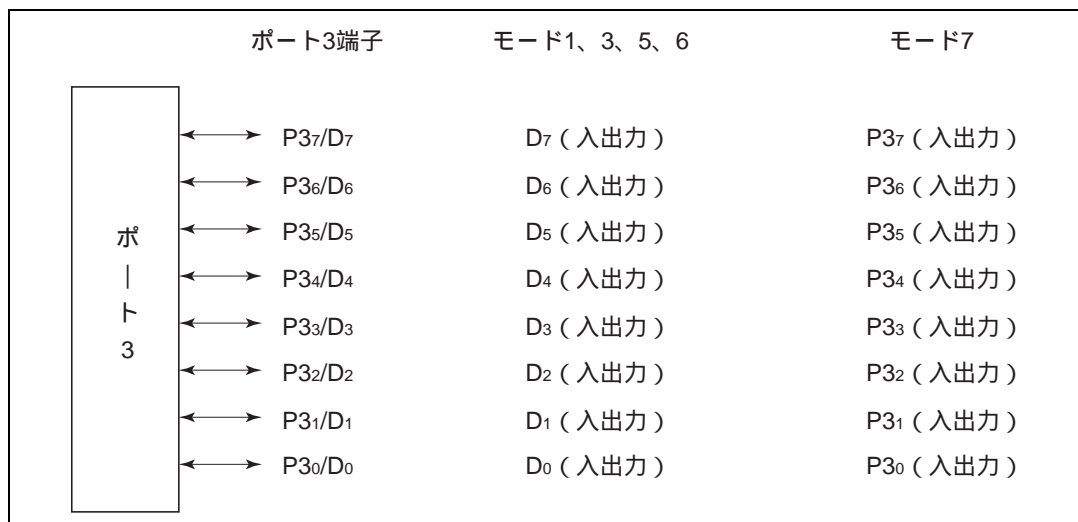 ポート3端子 モード1、3、5、6 モード7
ポート3
P37/D7 D7（入出力） P37（入出力）
P36/D6 D6（入出力） P36（入出力）
P35/D5 D5（入出力） P35（入出力）
P34/D4 D4（入出力） P34（入出力）
P33/D3 D3（入出力） P33（入出力）
P32/D2 D2（入出力） P32（入出力）
P31/D1 D1（入出力） P31（入出力）
P30/D0 D0（入出力） P30（入出力）